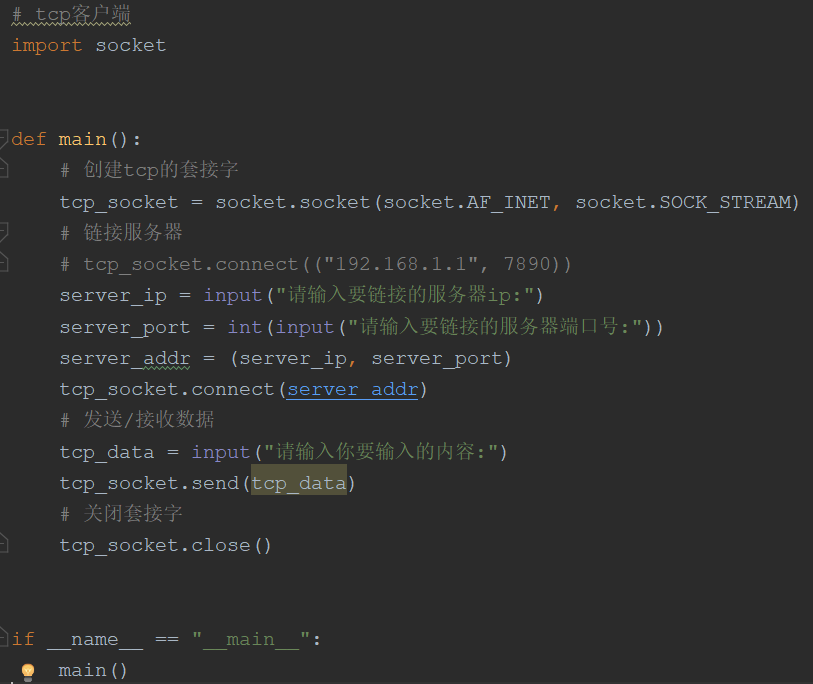 # tcp客户端
import socket
def main():
# 创建tcp的套接字
tcp_socket = socket.socket(socket.AF_INET, socket.SOCK_STREAM)
# 链接服务器
# tcp_socket.connect(("192.168.1.1", 7890))
server_ip = input("请输入要链接的服务器ip:")
server_port = int(input("请输入要链接的服务器端口号:"))
server_addr = (server_ip, server_port)
tcp_socket.connect(server_addr)
# 发送/接收数据
tcp_data = input("请输入你要输入的内容:")
tcp_socket.send(tcp_data)
# 关闭套接字
tcp_socket.close()
if __name__ == "__main__":
main()